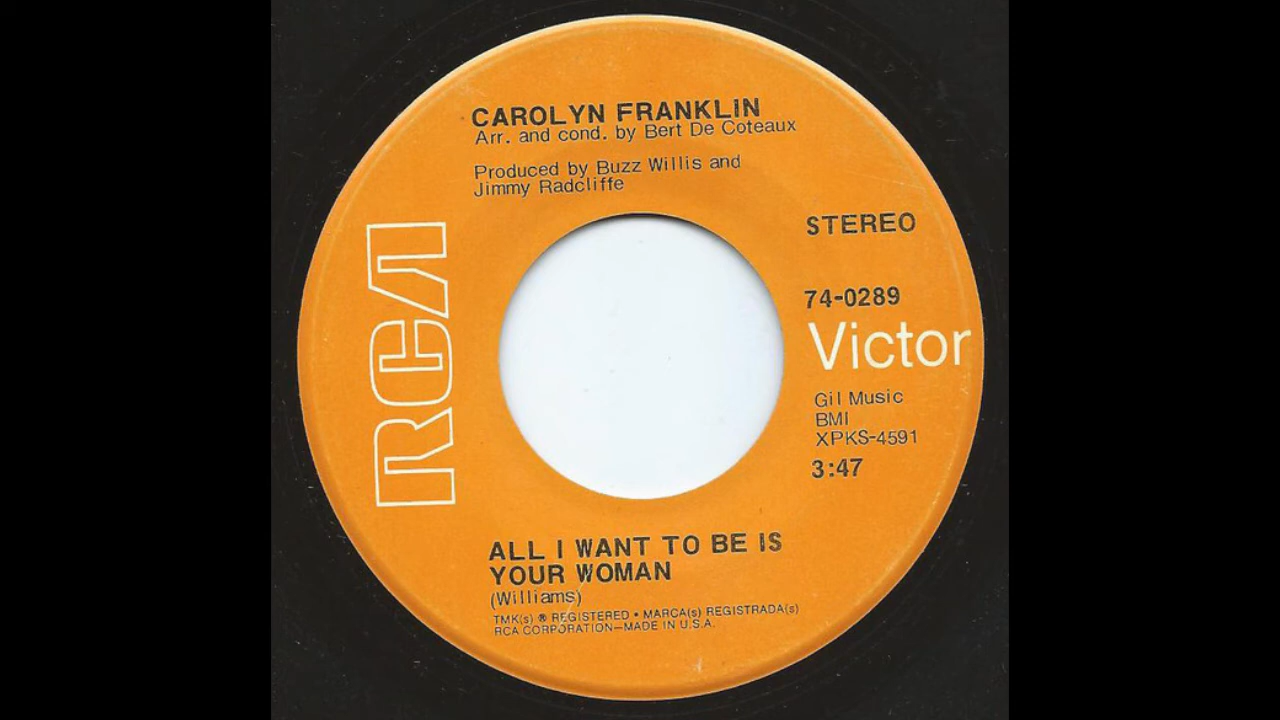 CAROLYN FRANKLIN
Arr. and cond. by Bert De Coteaux
Produced by Buzz Willis and
Jimmy Radcliffe
RCA
STEREO
74-0289
Victor
Gil Music
BMI
XPKS-4591
3:47
ALL I WANT TO BE IS
YOUR WOMAN
(Williams)
TMK(s) ® REGISTERED • MARCA(s) REGISTRADA(s)
RCA CORPORATION—MADE IN U.S.A.